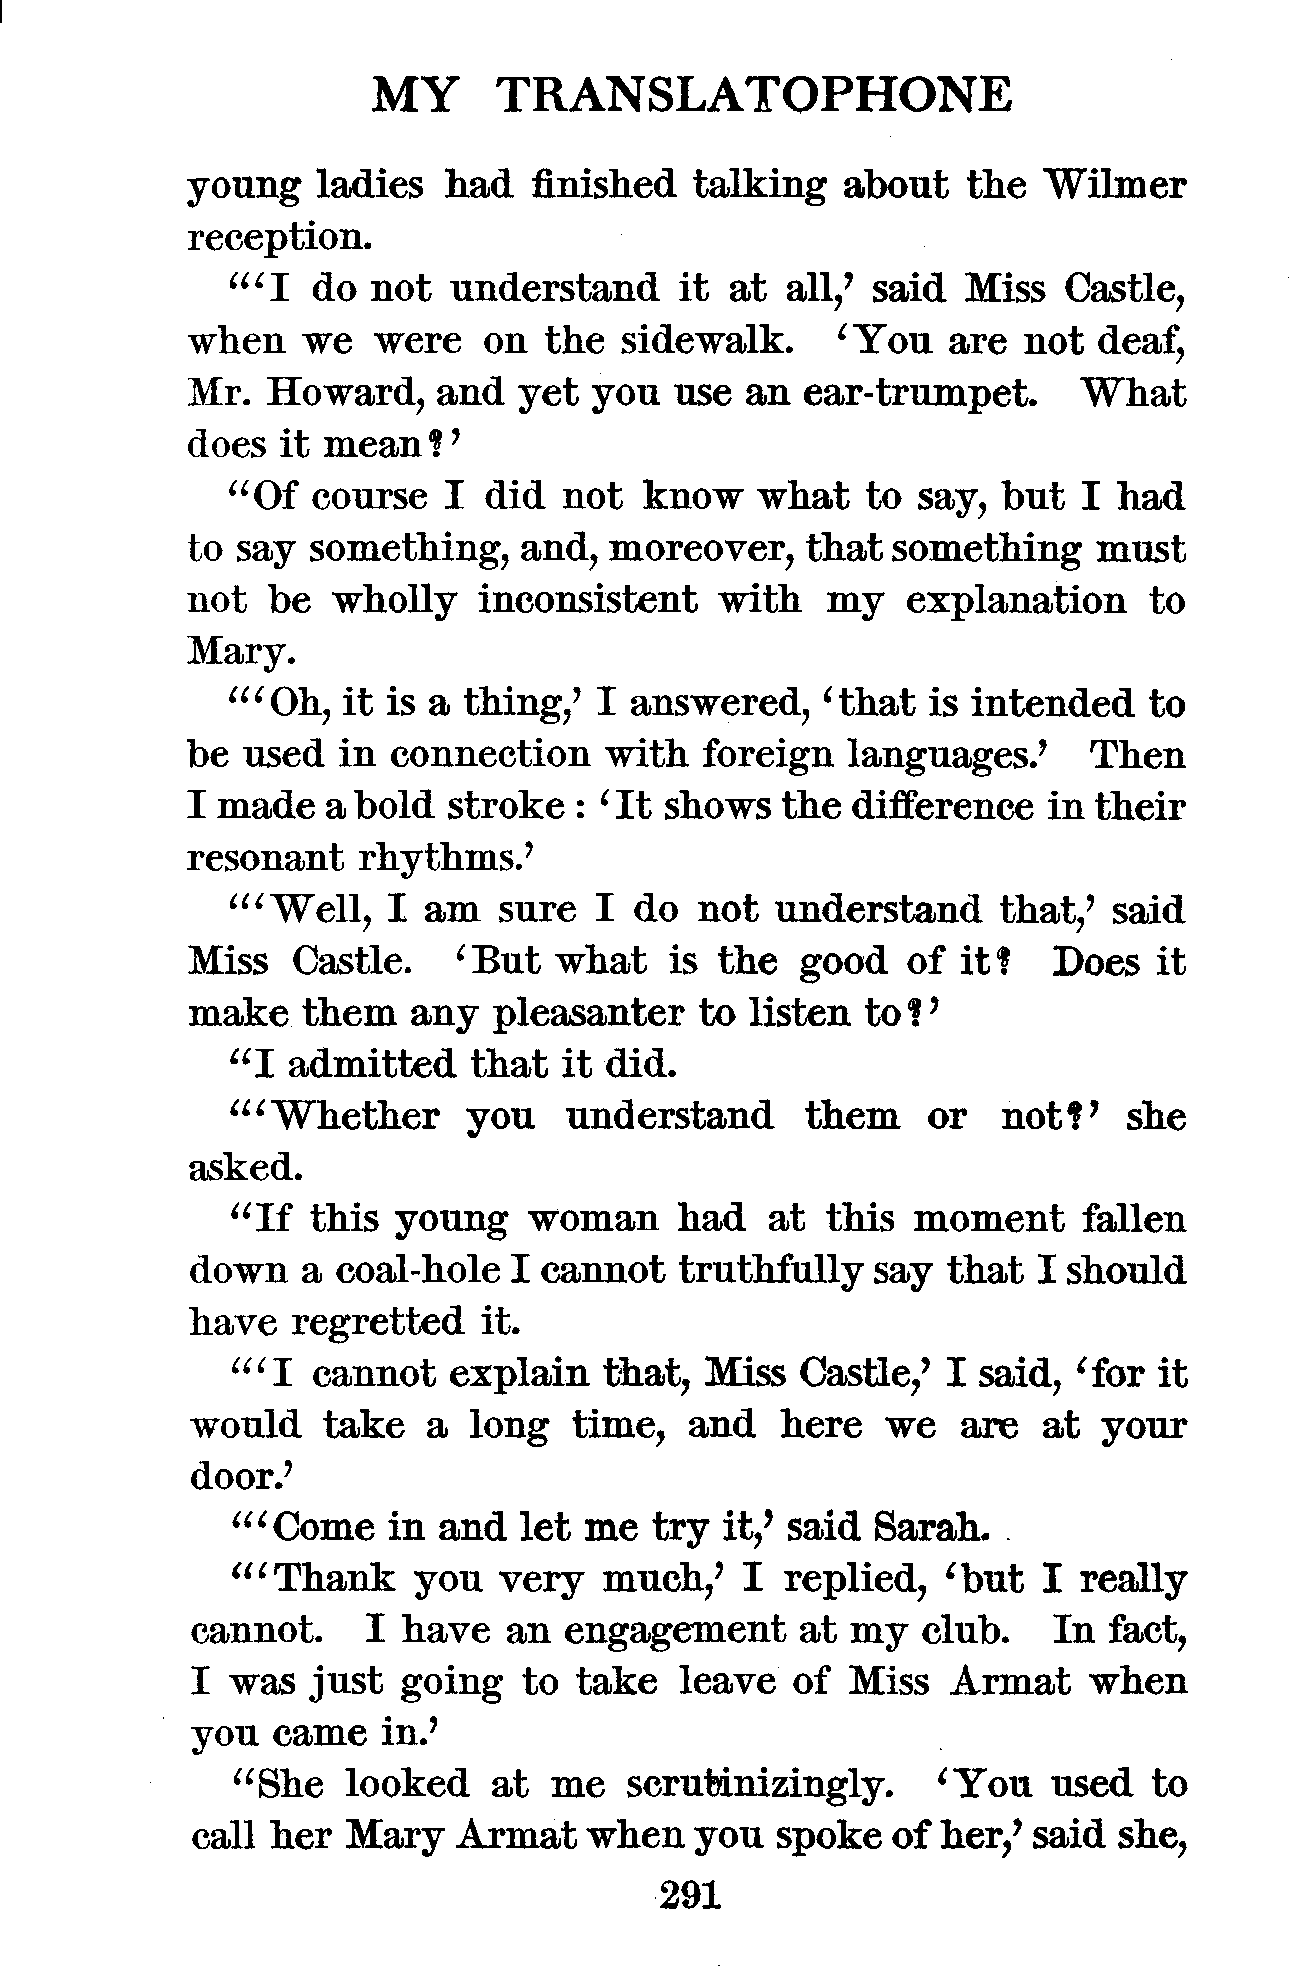 MY TRANSLATOPHONE
young ladies had finished talking about the Wilmer
reception.
“‘I do not understand it at all,’ said Miss Castle,
when we were on the sidewalk. ‘You are not deaf,
Mr. Howard, and yet you use an ear-trumpet. What
does it mean?’
“Of course I did not know what to say, but I had
to say something, and, moreover, that something must
not be wholly inconsistent with my explanation to
Mary.
“‘Oh, it is a thing,’ I answered, ‘that is intended to
be used in connection with foreign languages.’ Then
I made a bold stroke: ‘It shows the difference in their
resonant rhythms.’
“‘Well, I am sure I do not understand that,’ said
Miss Castle. ‘But what is the good of it? Does it
make them any pleasanter to listen to?’
“I admitted that it did.
“‘Whether you understand them or not?’ she
asked.
“If this young woman had at this moment fallen
down a coal-hole I cannot truthfully say that I should
have regretted it.
“‘I cannot explain that, Miss Castle,’ I said, ‘for it
would take a long time, and here we are at your
door.’
“‘Come in and let me try it,’ said Sarah.
“‘Thank you very much,’ I replied, ‘but I really
cannot. I have an engagement at my club. In fact,
I was just going to take leave of Miss Armat when
you came in.’
“She looked at me scrutinizingly. ‘You used to
call her Mary Armat when you spoke of her,’ said she,
291